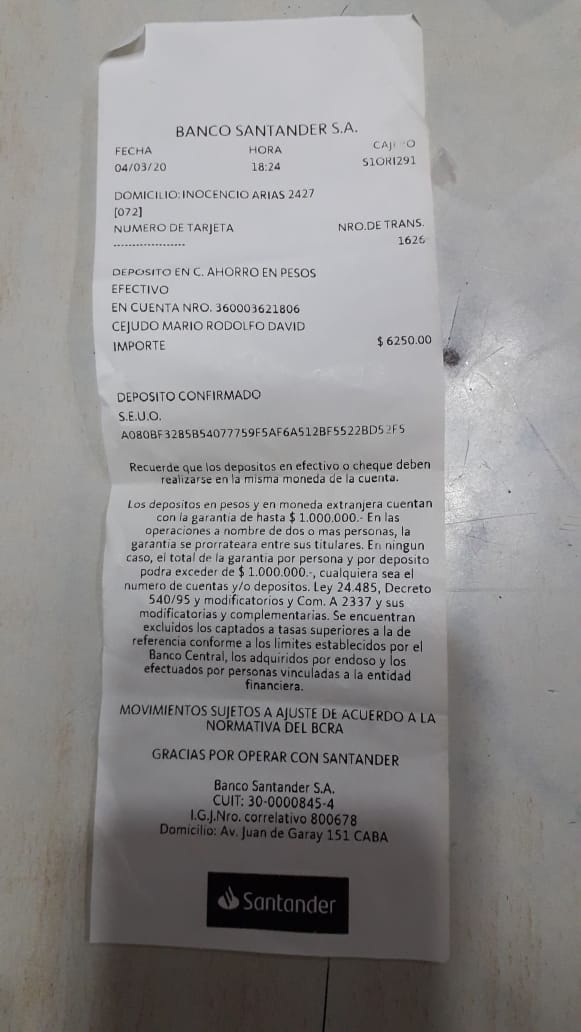 BANCO SANTANDER S.A.
FECHA HORA
04/03/20 18:24 S1ORI291
DOMICILIO: INOCENCIO ARIAS 2427
[072]
NUMERO DE TARJETA NRO.DE TRANS.
------------------ 1626
DEPOSITO EN C. AHORRO EN PESOS
EFECTIVO
EN CUENTA NRO. 360003621806
CEJUDO MARIO RODOLFO DAVID
IMPORTE $ 6250.00
DEPOSITO CONFIRMADO
S.E.U.O.
A080BF3285B54077759F5AF6A512BF5522BD52F5
Recuerde que los depositos en efectivo o cheque deben
realizarse en la misma moneda de la cuenta.
Los depositos en pesos y en moneda extranjera cuentan
con la garantia de hasta $ 1.000.000.- En las
operaciones a nombre de dos o mas personas, la
garantia se prorrateara entre sus titulares. En ningun
caso, el total de la garantia por persona y por deposito
podra exceder de $ 1.000.000.-, cualquiera sea el
numero de cuentas y/o depositos. Ley 24.485, Decreto
540/95 y modificatorios y Com. A 2337 y sus
modificatorias y complementarias. Se encuentran
excluidos los captados a tasas superiores a la de
referencia conforme a los limites establecidos por el
Banco Central, los adquiridos por endoso y los
efectuados por personas vinculadas a la entidad
financiera.
MOVIMIENTOS SUJETOS A AJUSTE DE ACUERDO A LA
NORMATIVA DEL BCRA
GRACIAS POR OPERAR CON SANTANDER
Banco Santander S.A.
CUIT: 30-0000845-4
I.G.J.Nro. correlativo 800678
Domicilio: Av. Juan de Garay 151 CABA
Santander